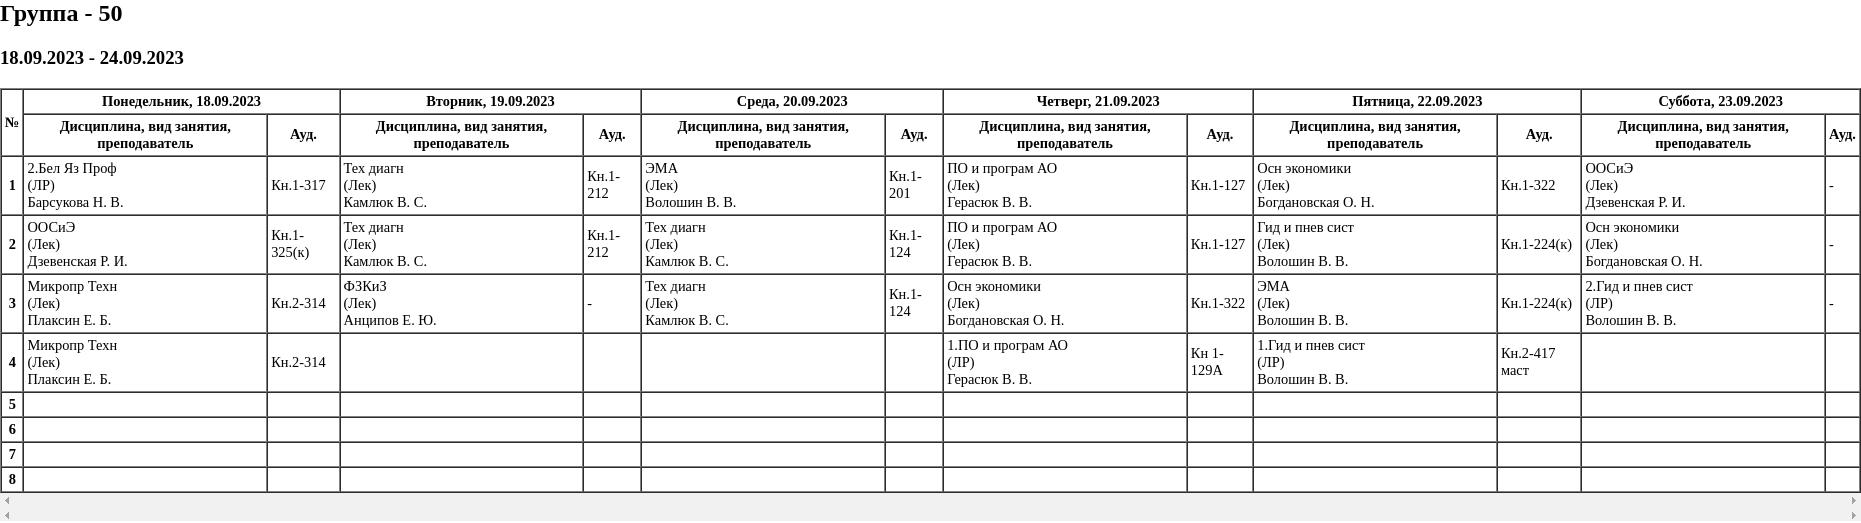 Группа - 50
18.09.2023 - 24.09.2023
№
Понедельник, 18.09.2023
Вторник, 19.09.2023
Среда, 20.09.2023
Четверг, 21.09.2023
Пятница, 22.09.2023
Суббота, 23.09.2023
Дисциплина, вид занятия,
преподаватель
Ауд.
Дисциплина, вид занятия,
преподаватель
Ауд.
Дисциплина, вид занятия,
преподаватель
Ауд.
Дисциплина, вид занятия,
преподаватель
Ауд.
Дисциплина, вид занятия,
преподаватель
Ауд.
Дисциплина, вид занятия,
преподаватель
Ауд.
1
2.Бел Яз Проф
(ЛР)
Барсукова Н. В.
Кн.1-317
Тех диагн
(Лек)
Камлюк В. С.
Кн.1-
212
ЭМА
(Лек)
Волошин В. В.
Кн.1-
201
ПО и програм АО
(Лек)
Герасюк В. В.
Кн.1-127
Осн экономики
(Лек)
Богдановская О. Н.
Кн.1-322
ООСиЭ
(Лек)
Дзевенская Р. И.
-
2
ООСиЭ
(Лек)
Дзевенская Р. И.
Кн.1-
325(к)
Тех диагн
(Лек)
Камлюк В. С.
Кн.1-
212
Тех диагн
(Лек)
Камлюк В. С.
Кн.1-
124
ПО и програм АО
(Лек)
Герасюк В. В.
Кн.1-127
Гид и пнев сист
(Лек)
Волошин В. В.
Кн.1-224(к)
Осн экономики
(Лек)
Богдановская О. Н.
-
3
Микропр Техн
(Лек)
Плаксин Е. Б.
Кн.2-314
ФЗКиЗ
(Лек)
Анципов Е. Ю.
-
Тех диагн
(Лек)
Камлюк В. С.
Кн.1-
124
Осн экономики
(Лек)
Богдановская О. Н.
Кн.1-322
ЭМА
(Лек)
Волошин В. В.
Кн.1-224(к)
2.Гид и пнев сист
(ЛР)
Волошин В. В.
-
4
Микропр Техн
(Лек)
Плаксин Е. Б.
Кн.2-314
1.ПО и програм АО
(ЛР)
Герасюк В. В.
Кн 1-
129А
1.Гид и пнев сист
(ЛР)
Волошин В. В.
Кн.2-417
маст
5
6
7
8